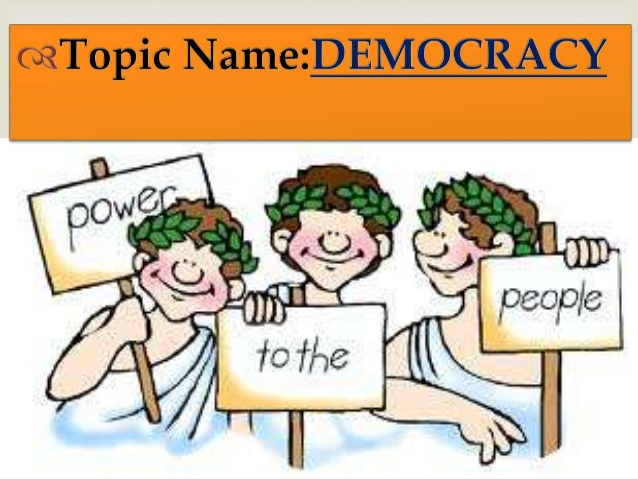 Topic Name:DEMOCRACY
power
to the
people